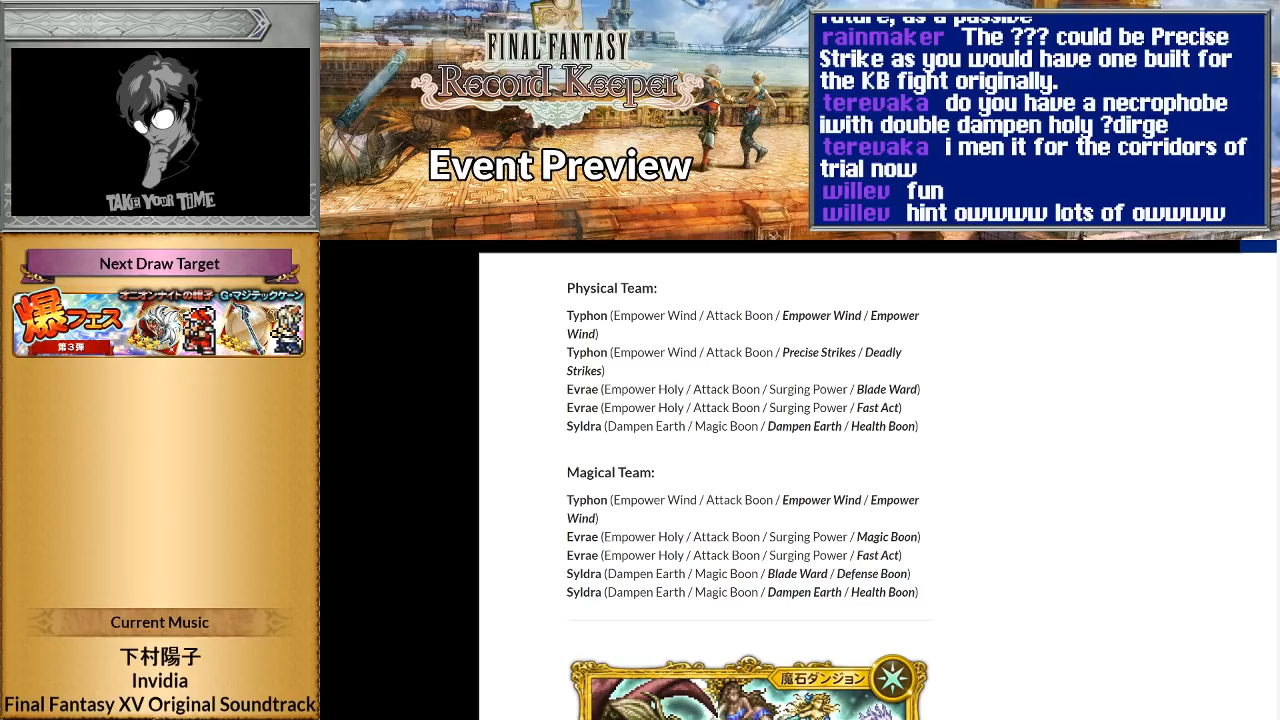 TAKE YOUR TIME
FINAL FANTASY
Record Keeper
Event Preview
future, as a passive
rainmaker The ??? could be Precise
Strike as you would have one built for
the KB fight originally.
terevaka do you have a necrophobe
iwith double dampen holy ?dirge
terevaka i men it for the corridors of
trial now
willev fun
willev hint owwww lots of owwww
Next Draw Target
オニオンナイトの帽子 G・マジテックケーン
爆フェス
第3弾
Current Music
下村陽子
Invidia
Final Fantasy XV Original Soundtrack
Physical Team:
Typhon (Empower Wind / Attack Boon / Empower Wind / Empower
Wind)
Typhon (Empower Wind / Attack Boon / Precise Strikes / Deadly
Strikes)
Evrae (Empower Holy / Attack Boon / Surging Power / Blade Ward)
Evrae (Empower Holy / Attack Boon / Surging Power / Fast Act)
Syldra (Dampen Earth / Magic Boon / Dampen Earth / Health Boon)
Magical Team:
Typhon (Empower Wind / Attack Boon / Empower Wind / Empower
Wind)
Evrae (Empower Holy / Attack Boon / Surging Power / Magic Boon)
Evrae (Empower Holy / Attack Boon / Surging Power / Fast Act)
Syldra (Dampen Earth / Magic Boon / Blade Ward / Defense Boon)
Syldra (Dampen Earth / Magic Boon / Dampen Earth / Health Boon)
魔石ダンジョン